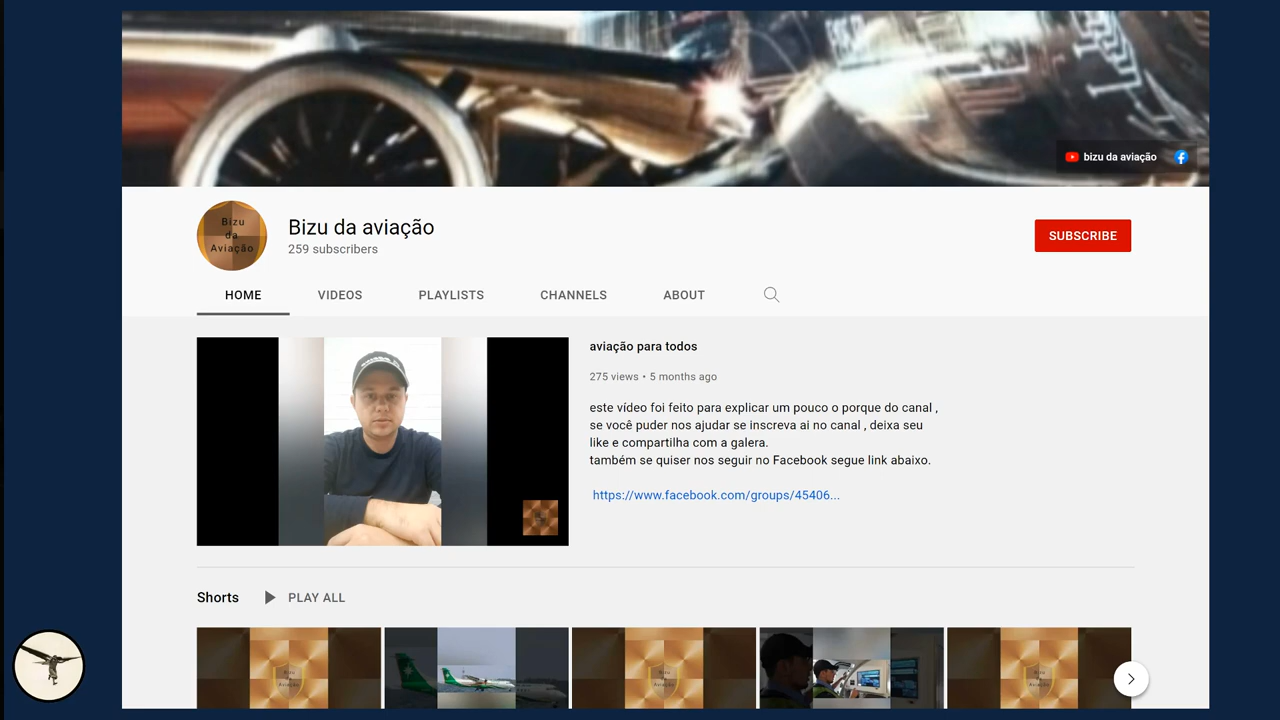 bizu da aviação
Bizu
da
Aviação
Bizu da aviação
259 subscribers
SUBSCRIBE
HOME
VIDEOS
PLAYLISTS
CHANNELS
ABOUT
aviação para todos
275 views • 5 months ago
este vídeo foi feito para explicar um pouco o porque do canal ,
se você puder nos ajudar se inscreva ai no canal , deixa seu
like e compartilha com a galera.
também se quiser nos seguir no Facebook segue link abaixo.
https://www.facebook.com/groups/45406...
Shorts
PLAY ALL